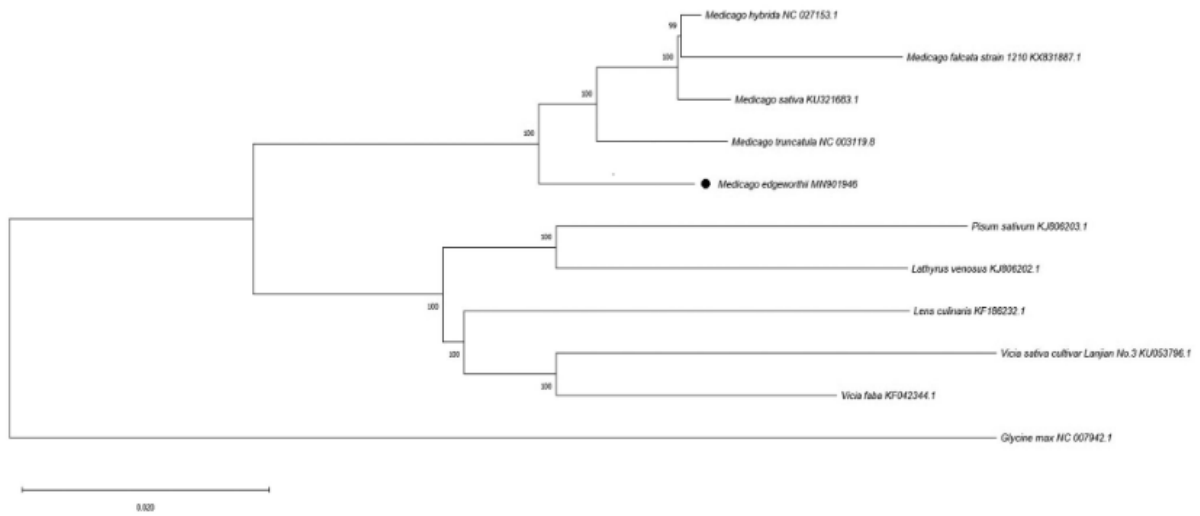 Medicago hybrida NC 027153.1
99
Medicago falcata strain 1210 KX831887.1
100
Medicago sativa KU321683.1
100
Medicago truncatula NC 003119.8
100
Medicago edgeworthii MN901946
Pisum sativum KJ806203.1
100
Lathyrus venosus KJ806202.1
100
Lens culinaris KF186232.1
100
Vicia sativa cultivar Lanjian No.3 KU053796.1
100
Vicia faba KF042344.1
Glycine max NC 007942.1
0.020